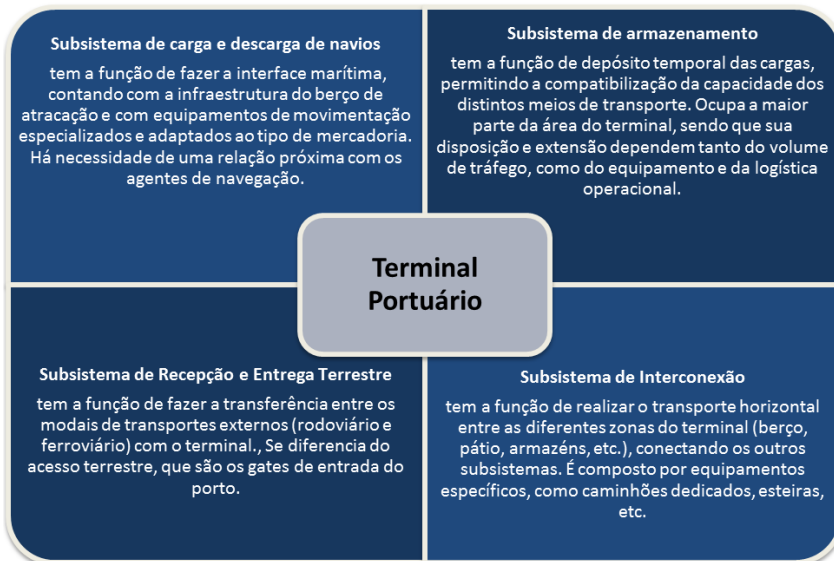 Subsistema de carga e descarga de navios
tem a função de fazer a interface marítima,
contando com a infraestrutura do berço de
atracação e com equipamentos de movimentação
especializados e adaptados ao tipo de mercadoria.
Há necessidade de uma relação próxima com os
agentes de navegação.
Subsistema de armazenamento
tem a função de depósito temporal das cargas,
permitindo a compatibilização da capacidade dos
distintos meios de transporte. Ocupa a maior
parte da área do terminal, sendo que sua
disposição e extensão dependem tanto do volume
de tráfego, como do equipamento e da logística
operacional.
Terminal
Portuário
Subsistema de Recepção e Entrega Terrestre
tem a função de fazer a transferência entre os
modais de transportes externos (rodoviário e
ferroviário) com o terminal., Se diferencia do
acesso terrestre, que são os gates de entrada do
porto.
Subsistema de Interconexão
tem a função de realizar o transporte horizontal
entre as diferentes zonas do terminal (berço,
pátio, armazéns, etc.), conectando os outros
subsistemas. É composto por equipamentos
específicos, como caminhões dedicados, esteiras,
etc.